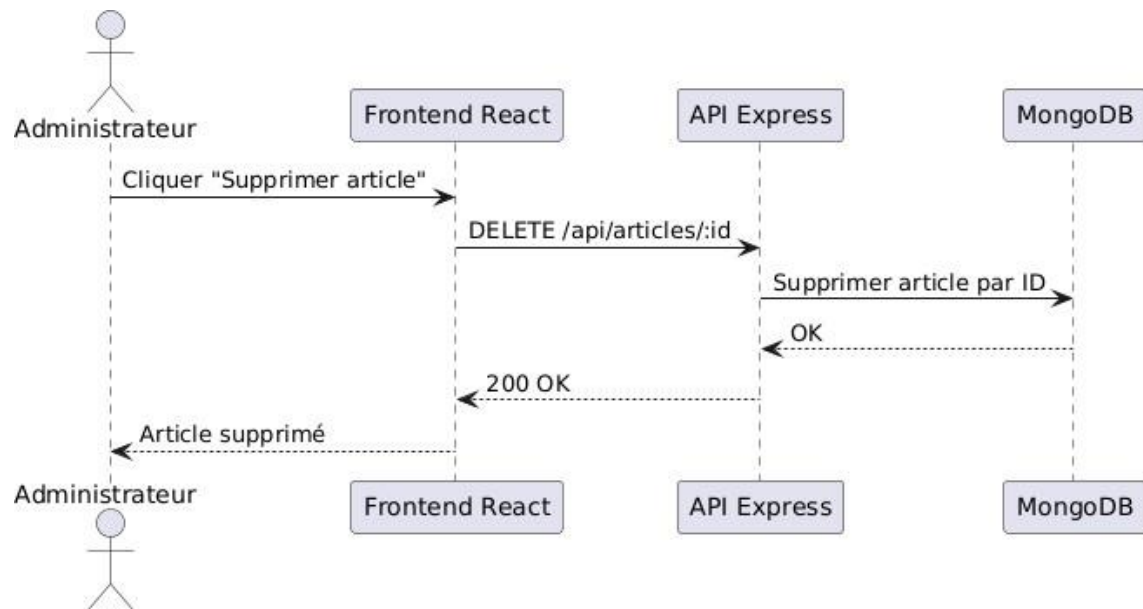 Administrateur
Frontend React
API Express
MongoDB
Cliquer "Supprimer article"
DELETE /api/articles/:id
Supprimer article par ID
OK
200 OK
Article supprimé
Administrateur
Frontend React
API Express
MongoDB